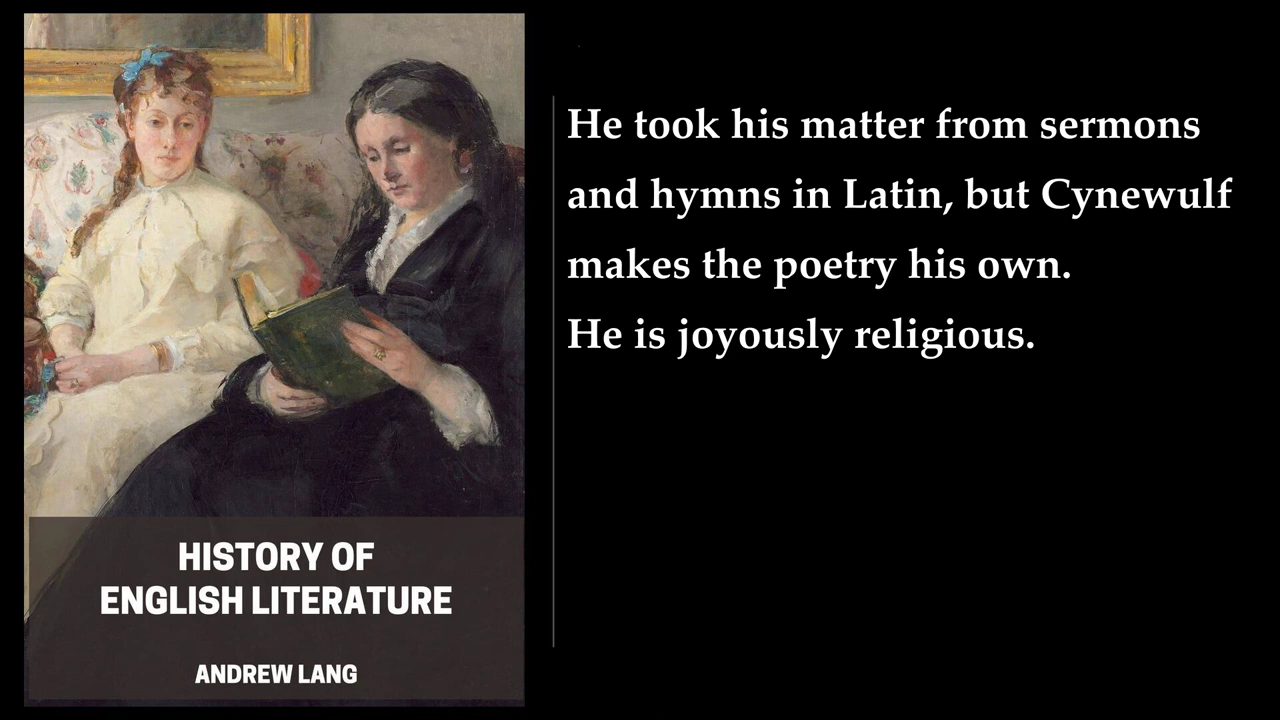 HISTORY OF
ENGLISH LITERATURE
ANDREW LANG
He took his matter from sermons
and hymns in Latin, but Cynewulf
makes the poetry his own.
He is joyously religious.